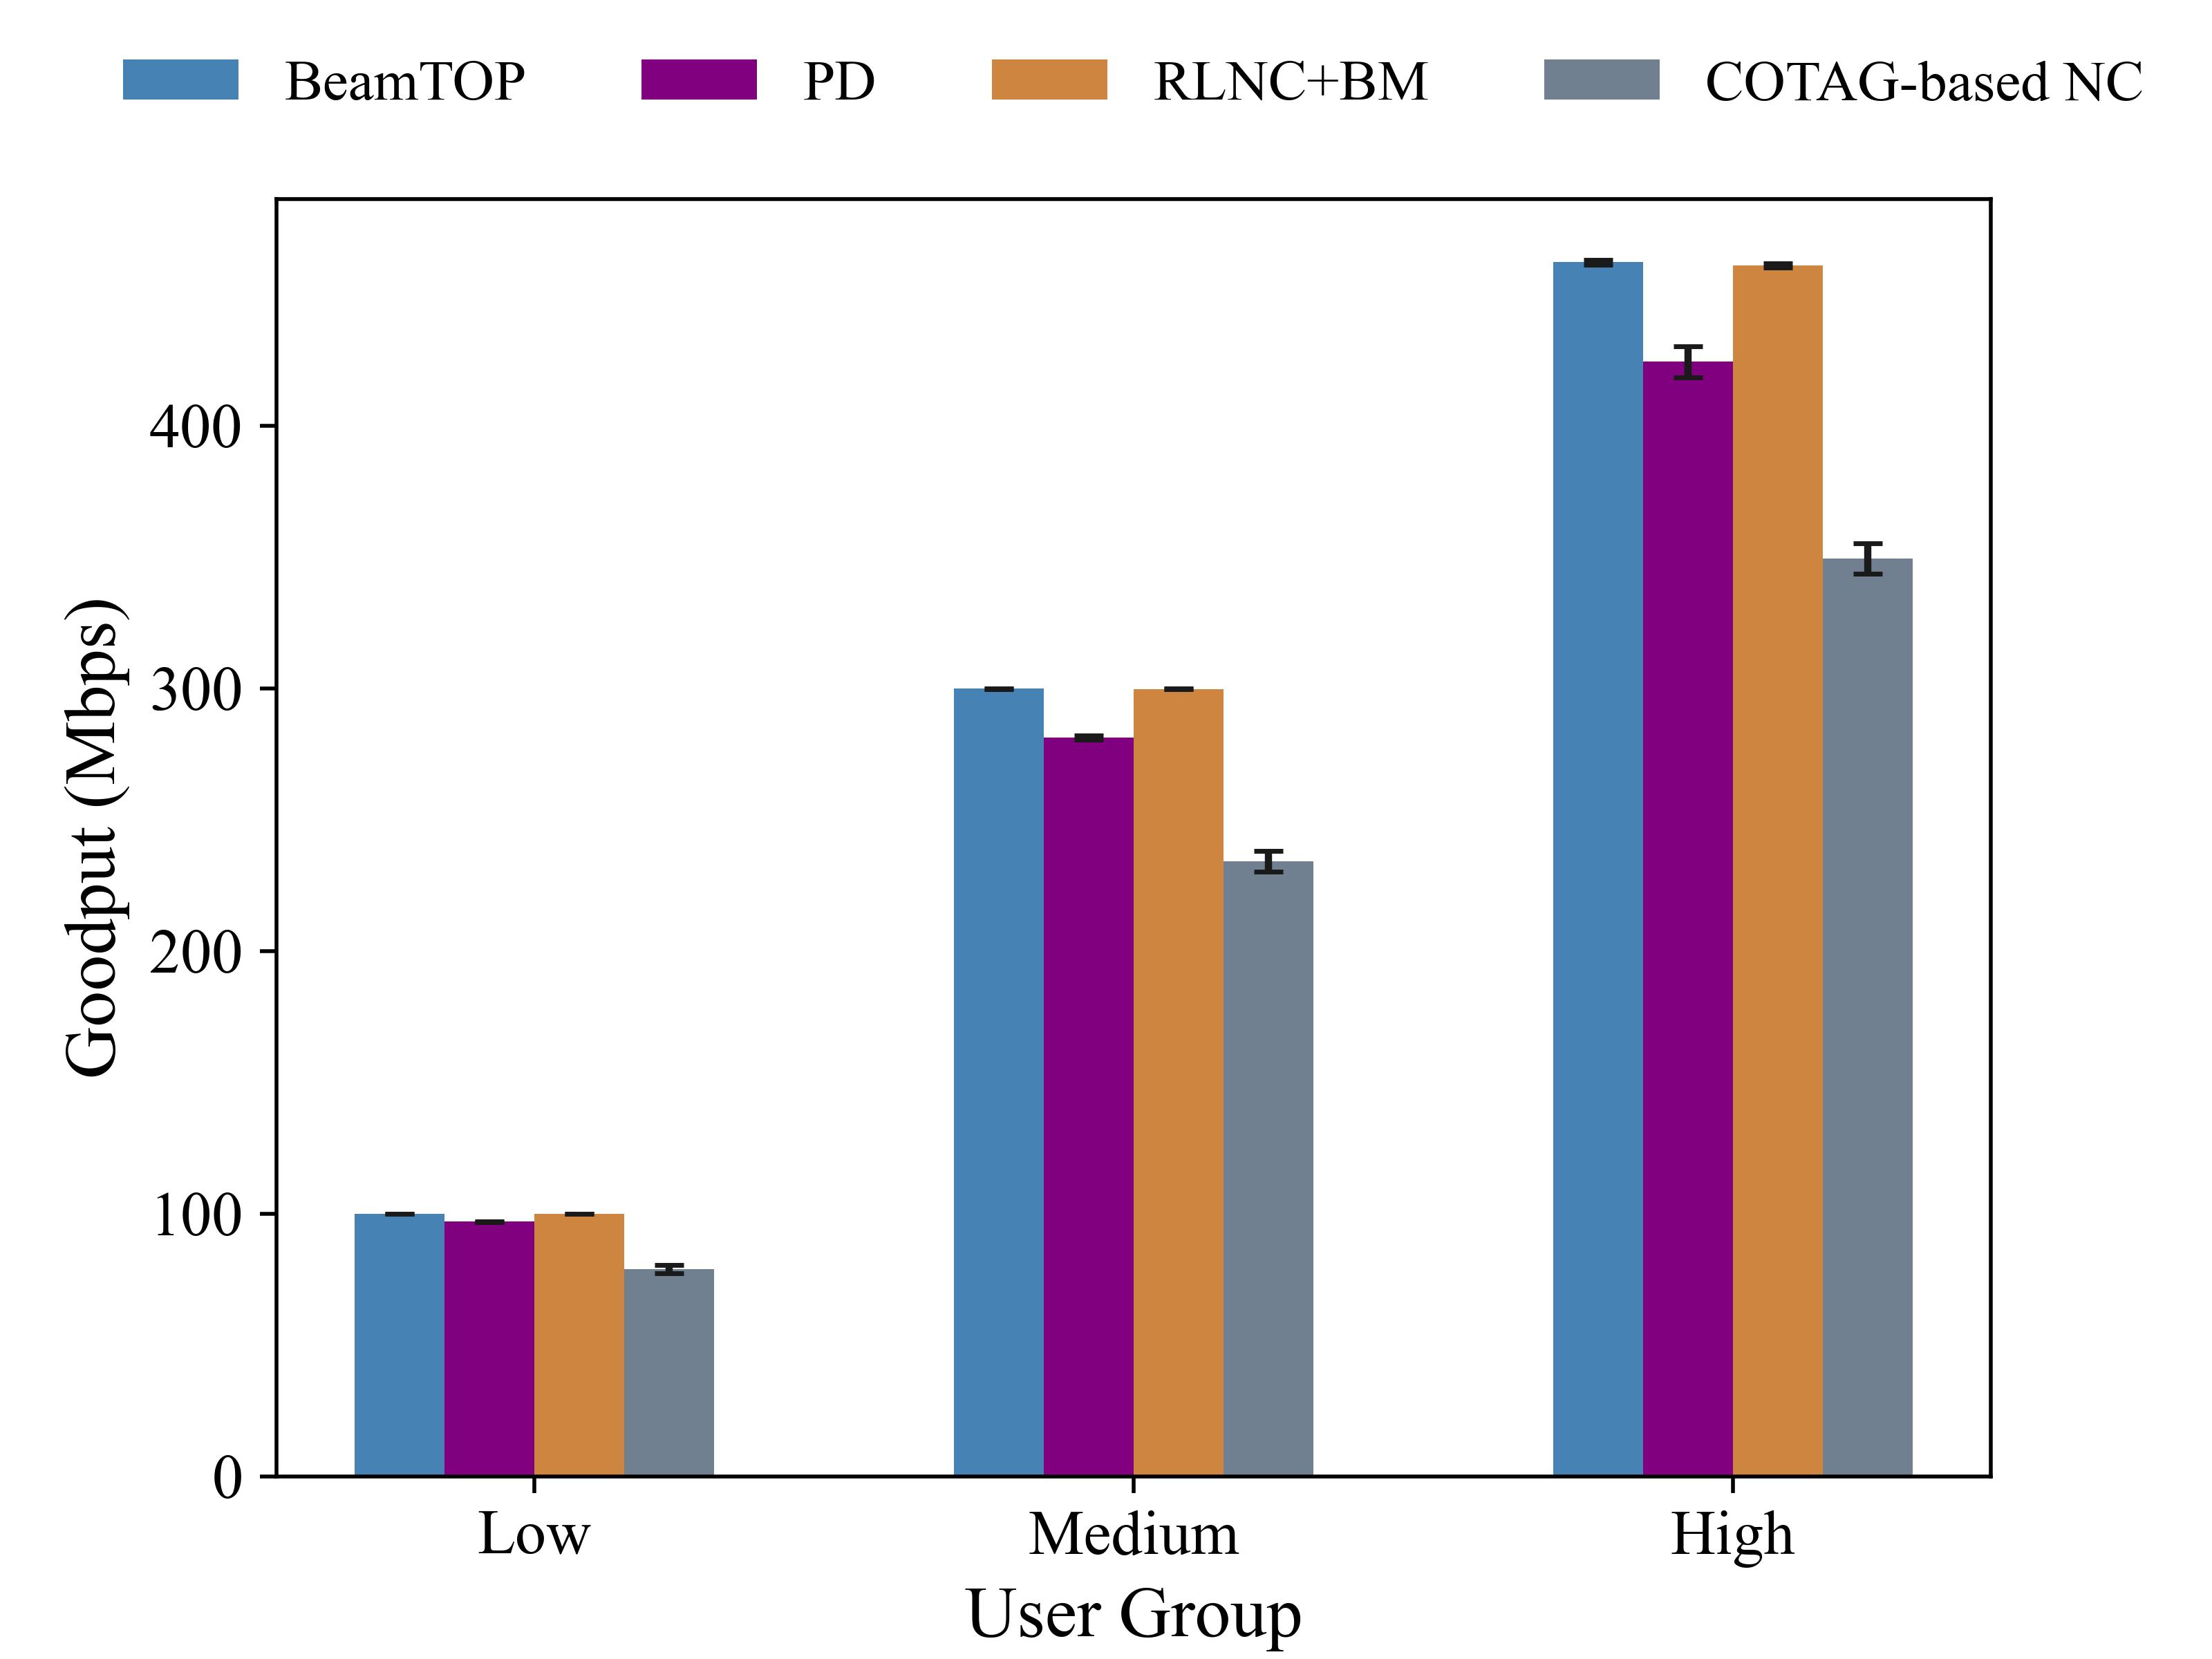 BeamTOP PD RLNC+BM COTAG-based NC
Goodput (Mbps)
400
300
200
100
0
Low Medium High
User Group